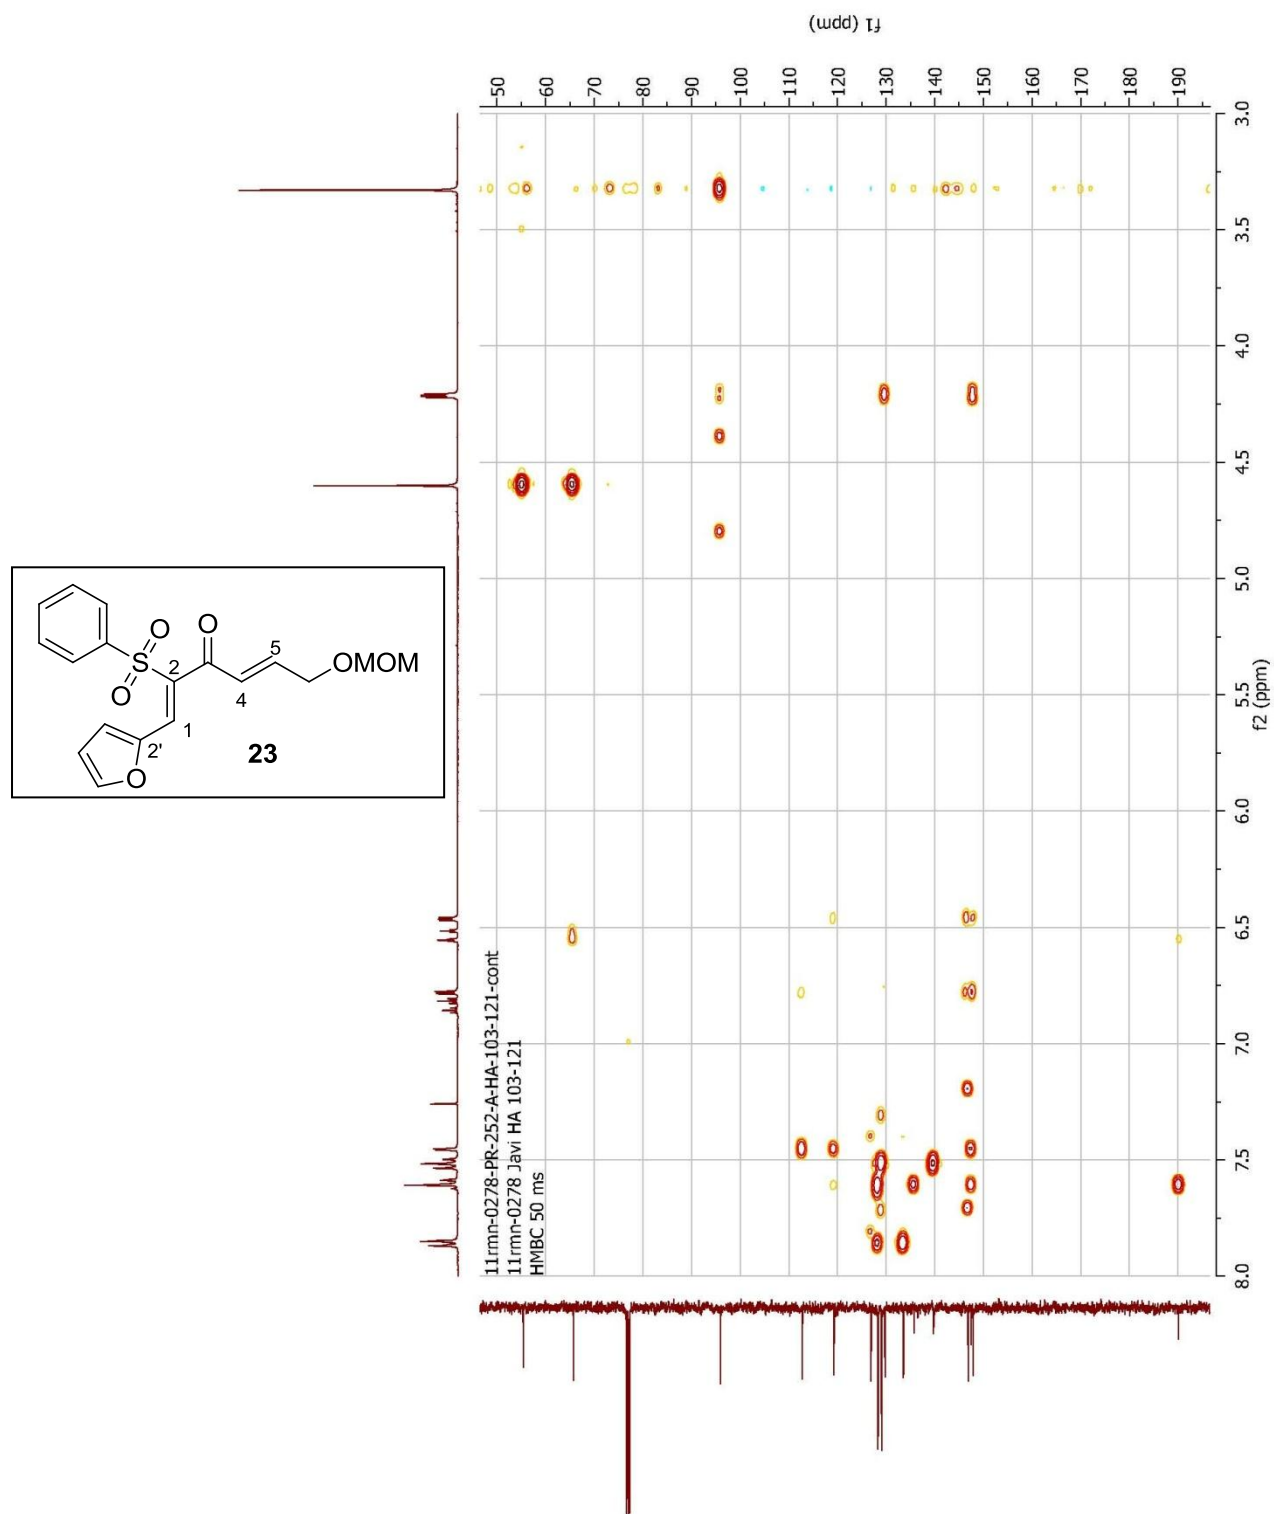 f1 (ppm)
50 60 70 80 90 100 110 120 130 140 150 160 170 180 190
3.0
3.5
4.0
4.5
5.0
5.5
6.0
6.5
7.0
7.5
8.0
f2 (ppm)
11rmn-0278-PR-252-A-HA-103-121-cont
11rmn-0278 Javi HA 103-121
HMBC 50 ms
O
O
5
S
2
OMOM
O
4
1
2'
23
O